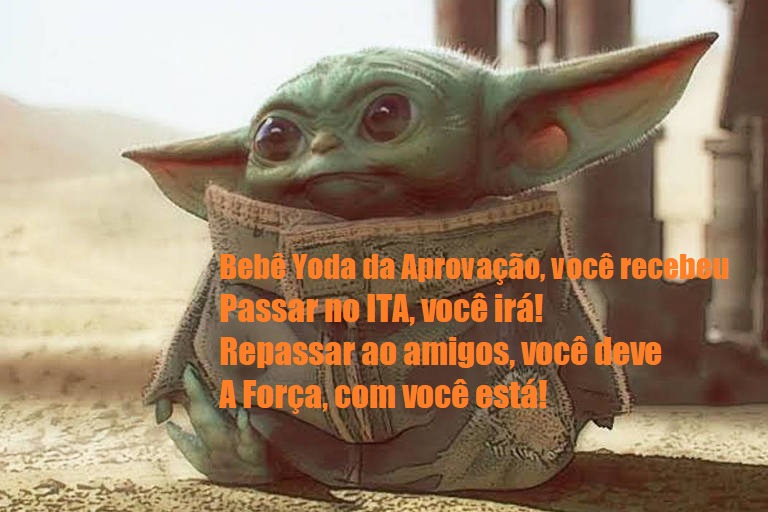 Bebê Yoda da Aprovação, você recebeu
Passar no ITA, você irá!
Repassar ao amigos, você deve
A Força, com você está!